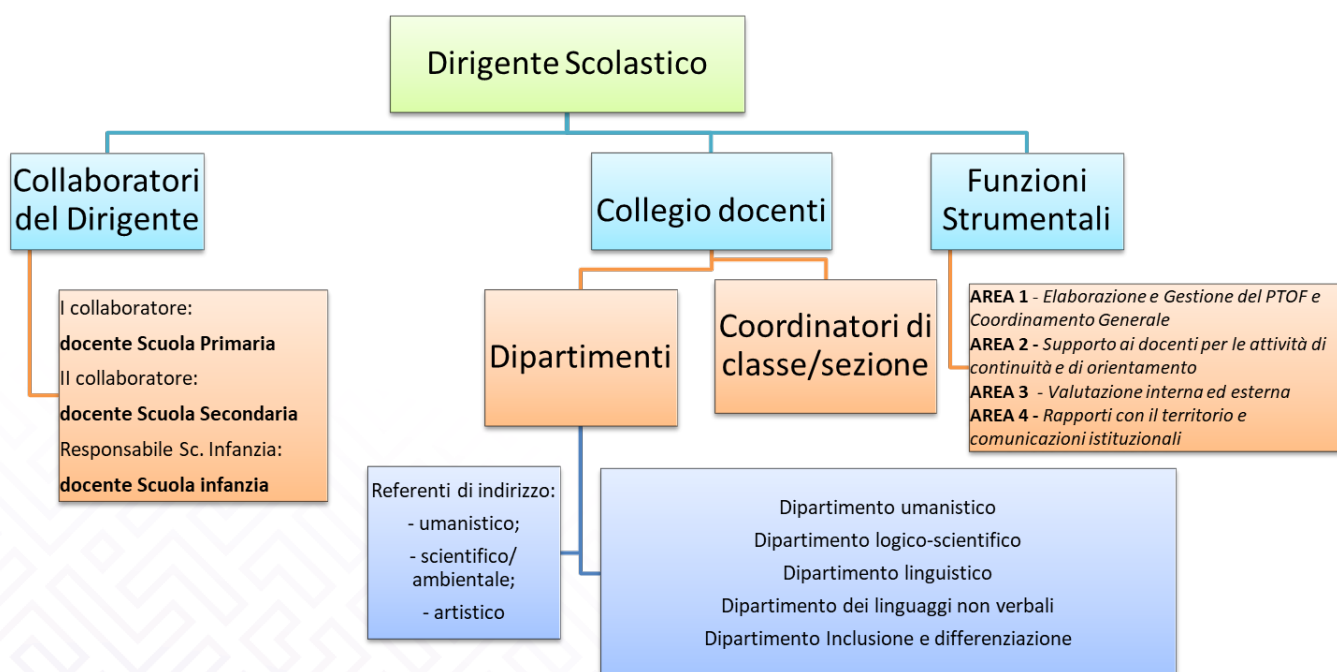 Dirigente Scolastico
Collaboratori
del Dirigente
Collegio docenti
Funzioni
Strumentali
I collaboratore:
docente Scuola Primaria
II collaboratore:
docente Scuola Secondaria
Responsabile Sc. Infanzia:
docente Scuola infanzia
Dipartimenti
Coordinatori di
classe/sezione
AREA 1 - Elaborazione e Gestione del PTOF e
Coordinamento Generale
AREA 2 - Supporto ai docenti per le attività di
continuità e di orientamento
AREA 3 - Valutazione interna ed esterna
AREA 4 - Rapporti con il territorio e
comunicazioni istituzionali
Referenti di indirizzo:
- umanistico;
- scientifico/
ambientale;
- artistico
Dipartimento umanistico
Dipartimento logico-scientifico
Dipartimento linguistico
Dipartimento dei linguaggi non verbali
Dipartimento Inclusione e differenziazione